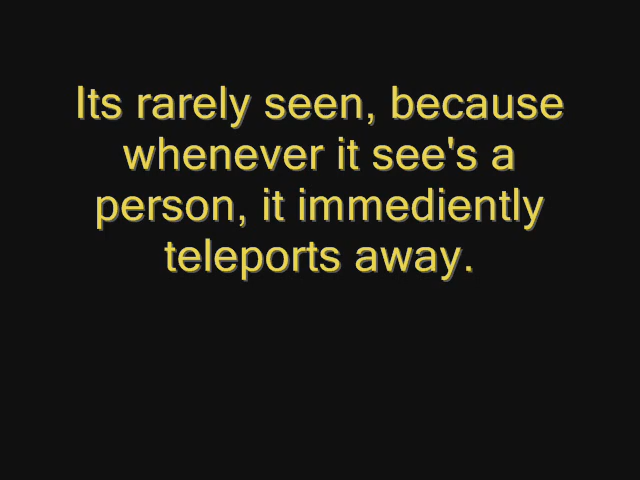 Its rarely seen, because
whenever it see's a
person, it immediently
teleports away.